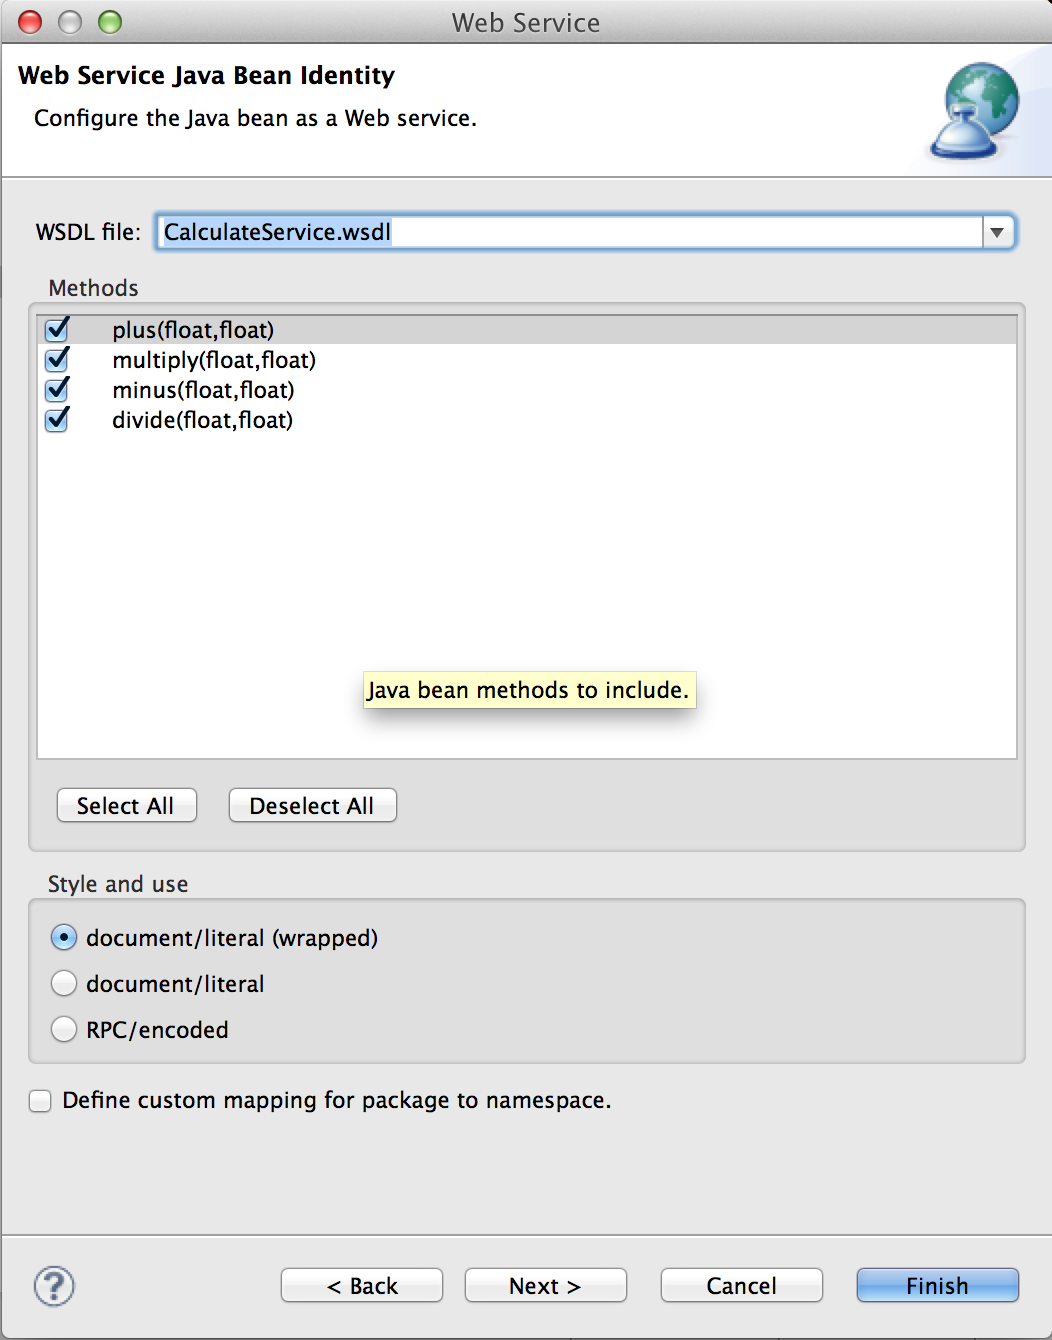 Web Service
Web Service Java Bean Identity
Configure the Java bean as a Web service.
WSDL file: CalculateService.wsdl
Methods
plus(float,float)
multiply(float,float)
minus(float,float)
divide(float,float)
Java bean methods to include.
Select All Deselect All
Style and use
document/literal (wrapped)
document/literal
RPC/encoded
Define custom mapping for package to namespace.
? < Back Next > Cancel Finish